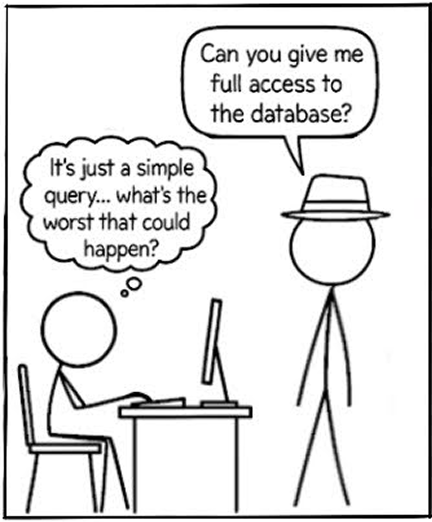 Can you give me
full access to
the database?
It's just a simple
query... what's the
worst that could
happen?